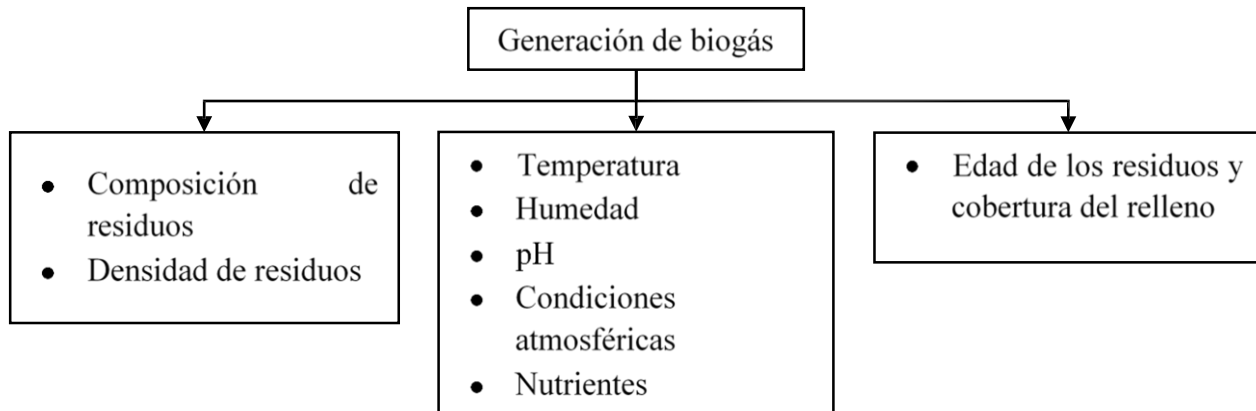 Generación de biogás
Composición de
residuos
Densidad de residuos
Temperatura
Humedad
pH
Condiciones
atmosféricas
Nutrientes
Edad de los residuos y
cobertura del relleno